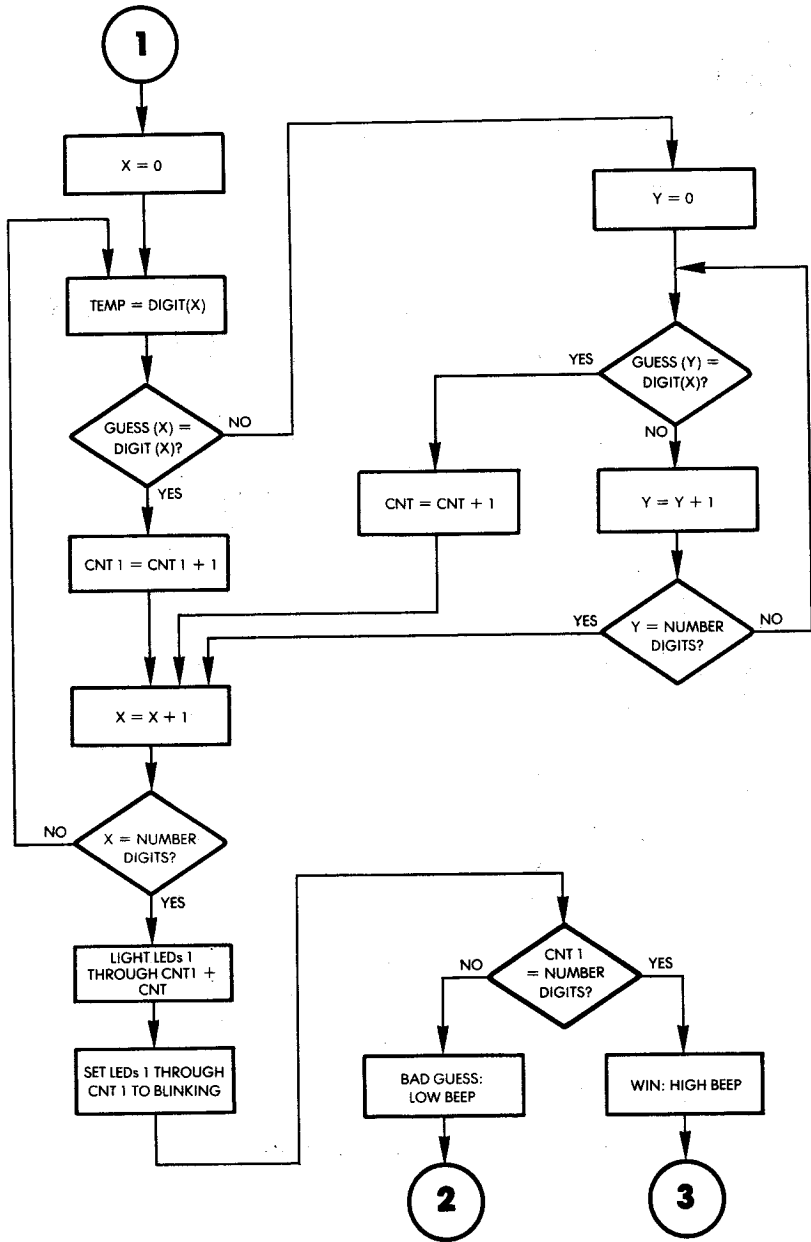 1
X = 0
TEMP = DIGIT(X)
GUESS (X) =
DIGIT (X)?
NO
YES
CNT 1 = CNT 1 + 1
X = X + 1
X = NUMBER
DIGITS?
NO
YES
LIGHT LEDs 1
THROUGH CNT1 +
CNT
SET LEDs 1 THROUGH
CNT 1 TO BLINKING
Y = 0
GUESS (Y) =
DIGIT(X)?
YES
NO
CNT = CNT + 1
Y = Y + 1
Y = NUMBER
DIGITS?
YES
NO
CNT 1
= NUMBER
DIGITS?
NO
YES
BAD GUESS:
LOW BEEP
WIN: HIGH BEEP
2
3